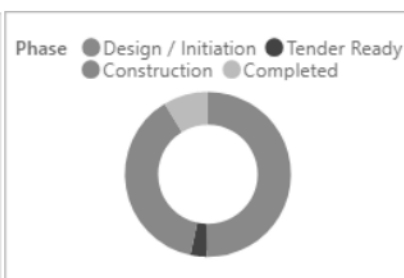 Phase Design / Initiation Tender Ready
Construction Completed